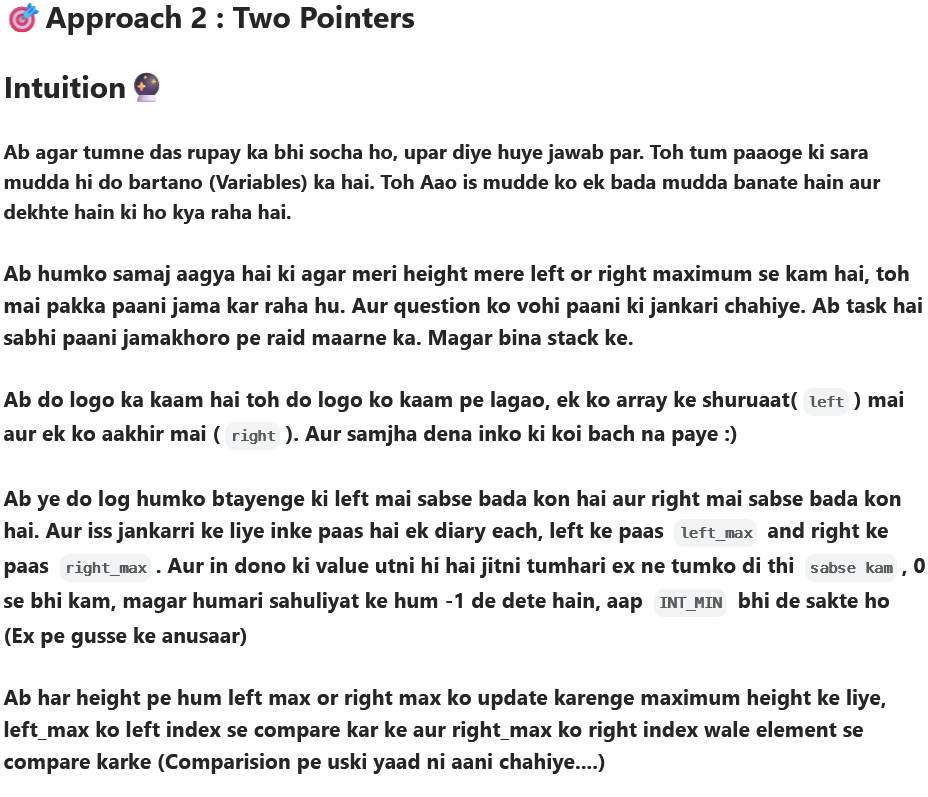 🎯 Approach 2 : Two Pointers
Intuition 🔮
Ab agar tumne das rupay ka bhi socha ho, upar diye huye jawab par. Toh tum paaoge ki sara
mudda hi do bartano (Variables) ka hai. Toh Aao is mudde ko ek bada mudda banate hain aur
dekhte hain ki ho kya raha hai.
Ab humko samaj aagya hai ki agar meri height mere left or right maximum se kam hai, toh
mai pakka paani jama kar raha hu. Aur question ko vohi paani ki jankari chahiye. Ab task hai
sabhi paani jamakhoro pe raid maarne ka. Magar bina stack ke.
Ab do logo ka kaam hai toh do logo ko kaam pe lagao, ek ko array ke shuruaat( left ) mai
aur ek ko aakhir mai ( right ). Aur samjha dena inko ki koi bach na paye :)
Ab ye do log humko btayenge ki left mai sabse bada kon hai aur right mai sabse bada kon
hai. Aur iss jankarri ke liye inke paas hai ek diary each, left ke paas left_max and right ke
paas right_max . Aur in dono ki value utni hi hai jitni tumhari ex ne tumko di thi sabse kam , 0
se bhi kam, magar humari sahuliyat ke hum -1 de dete hain, aap INT_MIN bhi de sakte ho
(Ex pe gusse ke anusaar)
Ab har height pe hum left max or right max ko update karenge maximum height ke liye,
left_max ko left index se compare kar ke aur right_max ko right index wale element se
compare karke (Comparision pe uski yaad ni aani chahiye....)